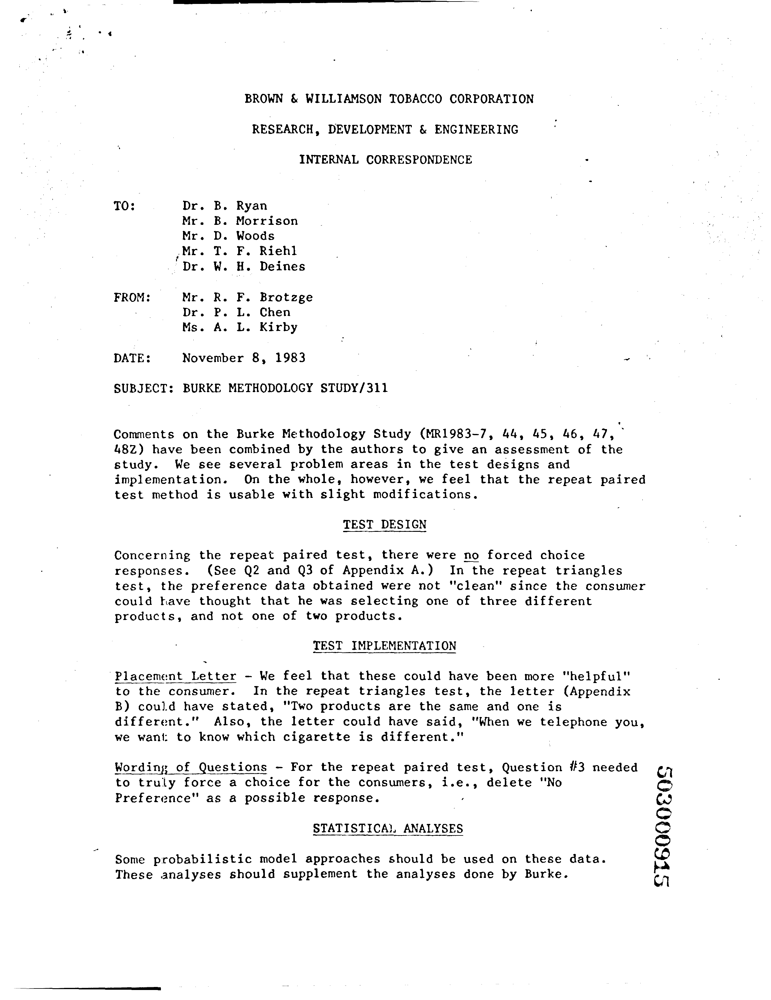 BROWN & WILLIAMSON TOBACCO CORPORATION
RESEARCH, DEVELOPMENT & ENGINEERING
INTERNAL CORRESPONDENCE
TO: Dr. B. Ryan
Mr. B. Morrison
Mr. D. Woods
Mr. T. F. Riehl
Dr. W. H. Deines
FROM: Mr. R. F. Brotzge
Dr. P. L. Chen
Ms. A. L. Kirby
DATE: November 8, 1983
SUBJECT: BURKE METHODOLOGY STUDY/311
Comments on the Burke Methodology Study (MR1983-7, 44, 45, 46, 47,
48Z) have been combined by the authors to give an assessment of the
study. We see several problem areas in the test designs and
implementation. On the whole, however, we feel that the repeat paired
test method is usable with slight modifications.
TEST DESIGN
Concerning the repeat paired test, there were no forced choice
responses. (See Q2 and Q3 of Appendix A.) In the repeat triangles
test, the preference data obtained were not "clean" since the consumer
could have thought that he was selecting one of three different
products, and not one of two products.
TEST IMPLEMENTATION
Placement Letter - We feel that these could have been more "helpful"
to the consumer. In the repeat triangles test, the letter (Appendix
B) could have stated, "Two products are the same and one is
different." Also, the letter could have said, "When we telephone you,
we want to know which cigarette is different."
Wording of Questions - For the repeat paired test, Question #3 needed
to truly force a choice for the consumers, i.e., delete "No
Preference" as a possible response.
STATISTICAL ANALYSES
Some probabilistic model approaches should be used on these data.
These analyses should supplement the analyses done by Burke.
503000915